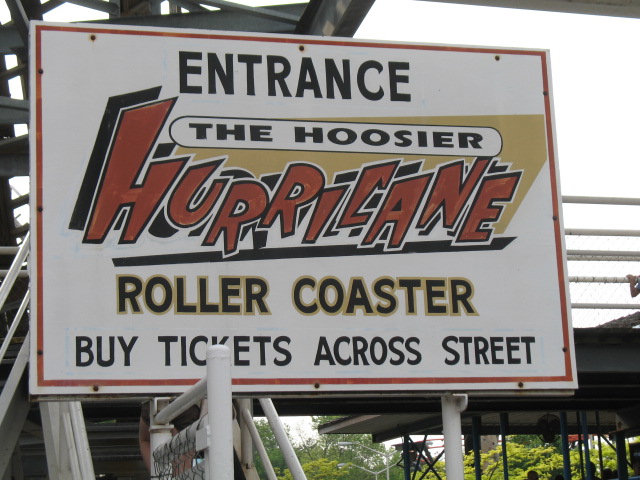 ENTRANCE
THE HOOSIER
HURRICANE
ROLLER COASTER
BUY TICKETS ACROSS STREET